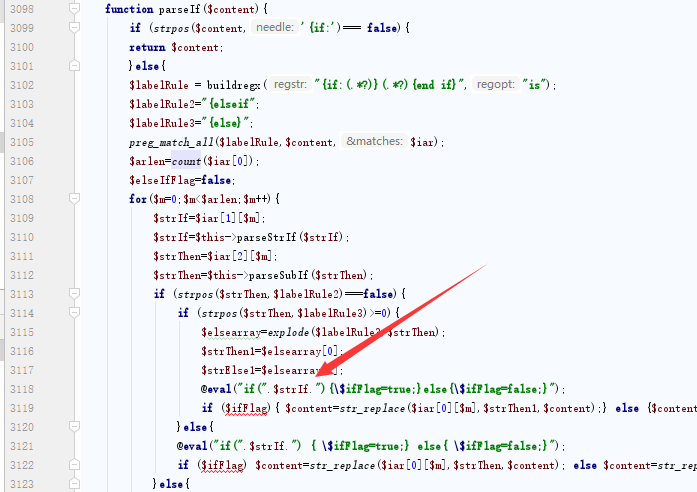 3098 function parseIf($content){
3099 if (strpos($content, needle: '{if:')=== false){
3100 return $content;
3101 }else{
3102 $labelRule = buildregx( regstr: "{if:(.*?)}(.*?){end if}", regopt: "is");
3103 $labelRule2="{elseif";
3104 $labelRule3="{else}";
3105 preg_match_all($labelRule,$content, &matches: $iar);
3106 $arlen=count($iar[0]);
3107 $elseIfFlag=false;
3108 for($m=0;$m<$arlen;$m++){
3109 $strIf=$iar[1][$m];
3110 $strIf=$this->parseStrIf($strIf);
3111 $strThen=$iar[2][$m];
3112 $strThen=$this->parseSubIf($strThen);
3113 if (strpos($strThen,$labelRule2)===false){
3114 if (strpos($strThen,$labelRule3)>=0){
3115 $elsearray=explode($labelRule3,$strThen);
3116 $strThen1=$elsearray[0];
3117 $strElse1=$elsearray[];
3118 @eval("if(".$strIf."){\$ifFlag=true;}else{\$ifFlag=false;}");
3119 if ($ifFlag){ $content=str_replace($iar[0][$m],$strThen1,$content);} else {$content
3120 }else{
3121 @eval("if(".$strIf.") { \$ifFlag=true;} else{ \$ifFlag=false;}");
3122 if ($ifFlag) $content=str_replace($iar[0][$m],$strThen,$content); else $content=str_rep
3123 }else{